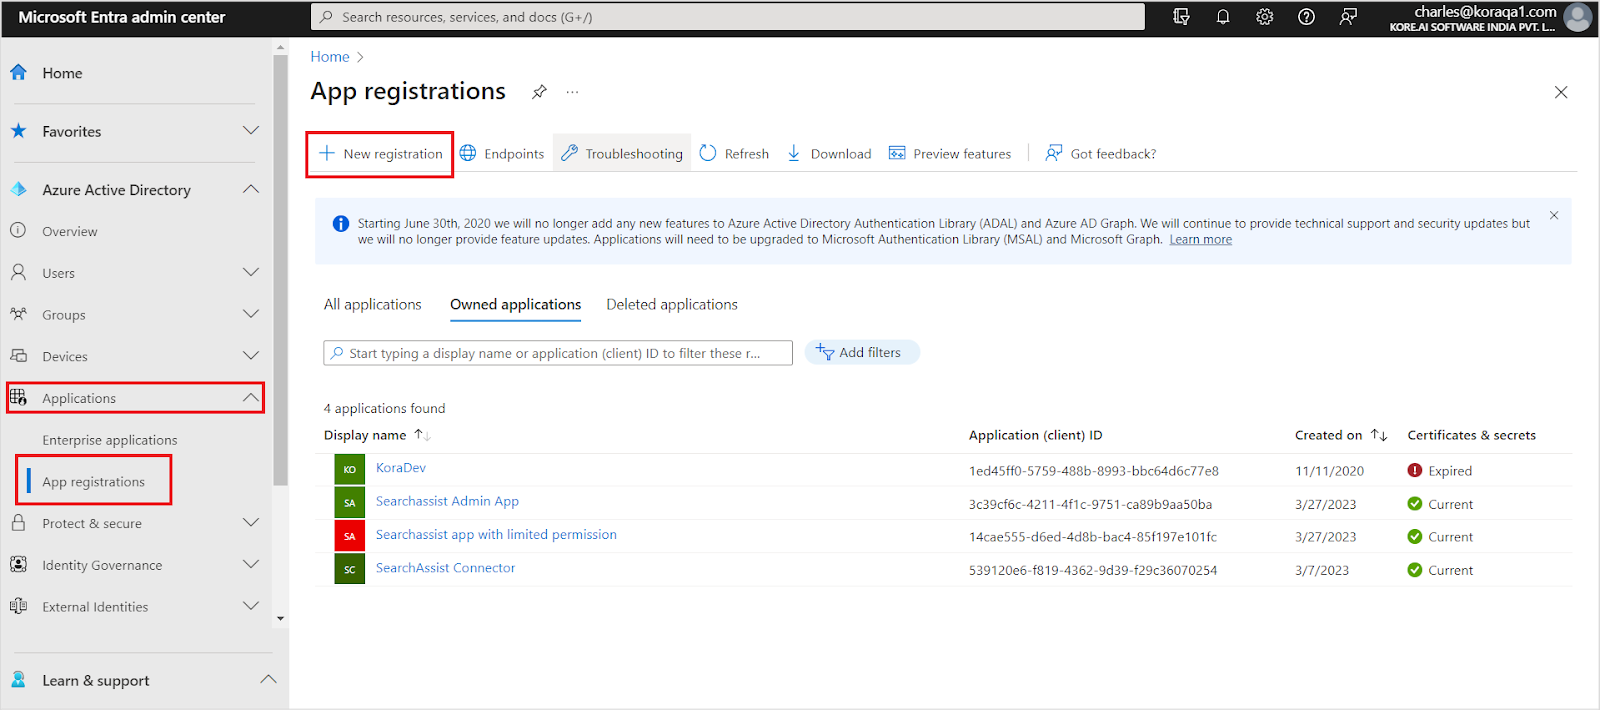 Microsoft Entra admin center
Search resources, services, and docs (G+/)
charles@koraqa1.com
KORE.AI SOFTWARE INDIA PVT. L...
Home
Favorites
Azure Active Directory
Overview
Users
Groups
Devices
Applications
Enterprise applications
App registrations
Protect & secure
Identity Governance
External Identities
Learn & support
Home
App registrations
New registration
Endpoints
Troubleshooting
Refresh
Download
Preview features
Got feedback?
Starting June 30th, 2020 we will no longer add any new features to Azure Active Directory Authentication Library (ADAL) and Azure AD Graph. We will continue to provide technical support and security updates but
we will no longer provide feature updates. Applications will need to be upgraded to Microsoft Authentication Library (MSAL) and Microsoft Graph. Learn more
All applications
Owned applications
Deleted applications
Start typing a display name or application (client) ID to filter these r...
Add filters
4 applications found
Display name Application (client) ID Created on Certificates & secrets
KO KoraDev 1ed45ff0-5759-488b-8993-bbc64d6c77e8 11/11/2020 Expired
SA Searchassist Admin App 3c39cf6c-4211-4f1c-9751-ca89b9aa50ba 3/27/2023 Current
SA Searchassist app with limited permission 14cae555-d6ed-4d8b-bac4-85f197e101fc 3/27/2023 Current
SC SearchAssist Connector 539120e6-f819-4362-9d39-f29c36070254 3/7/2023 Current